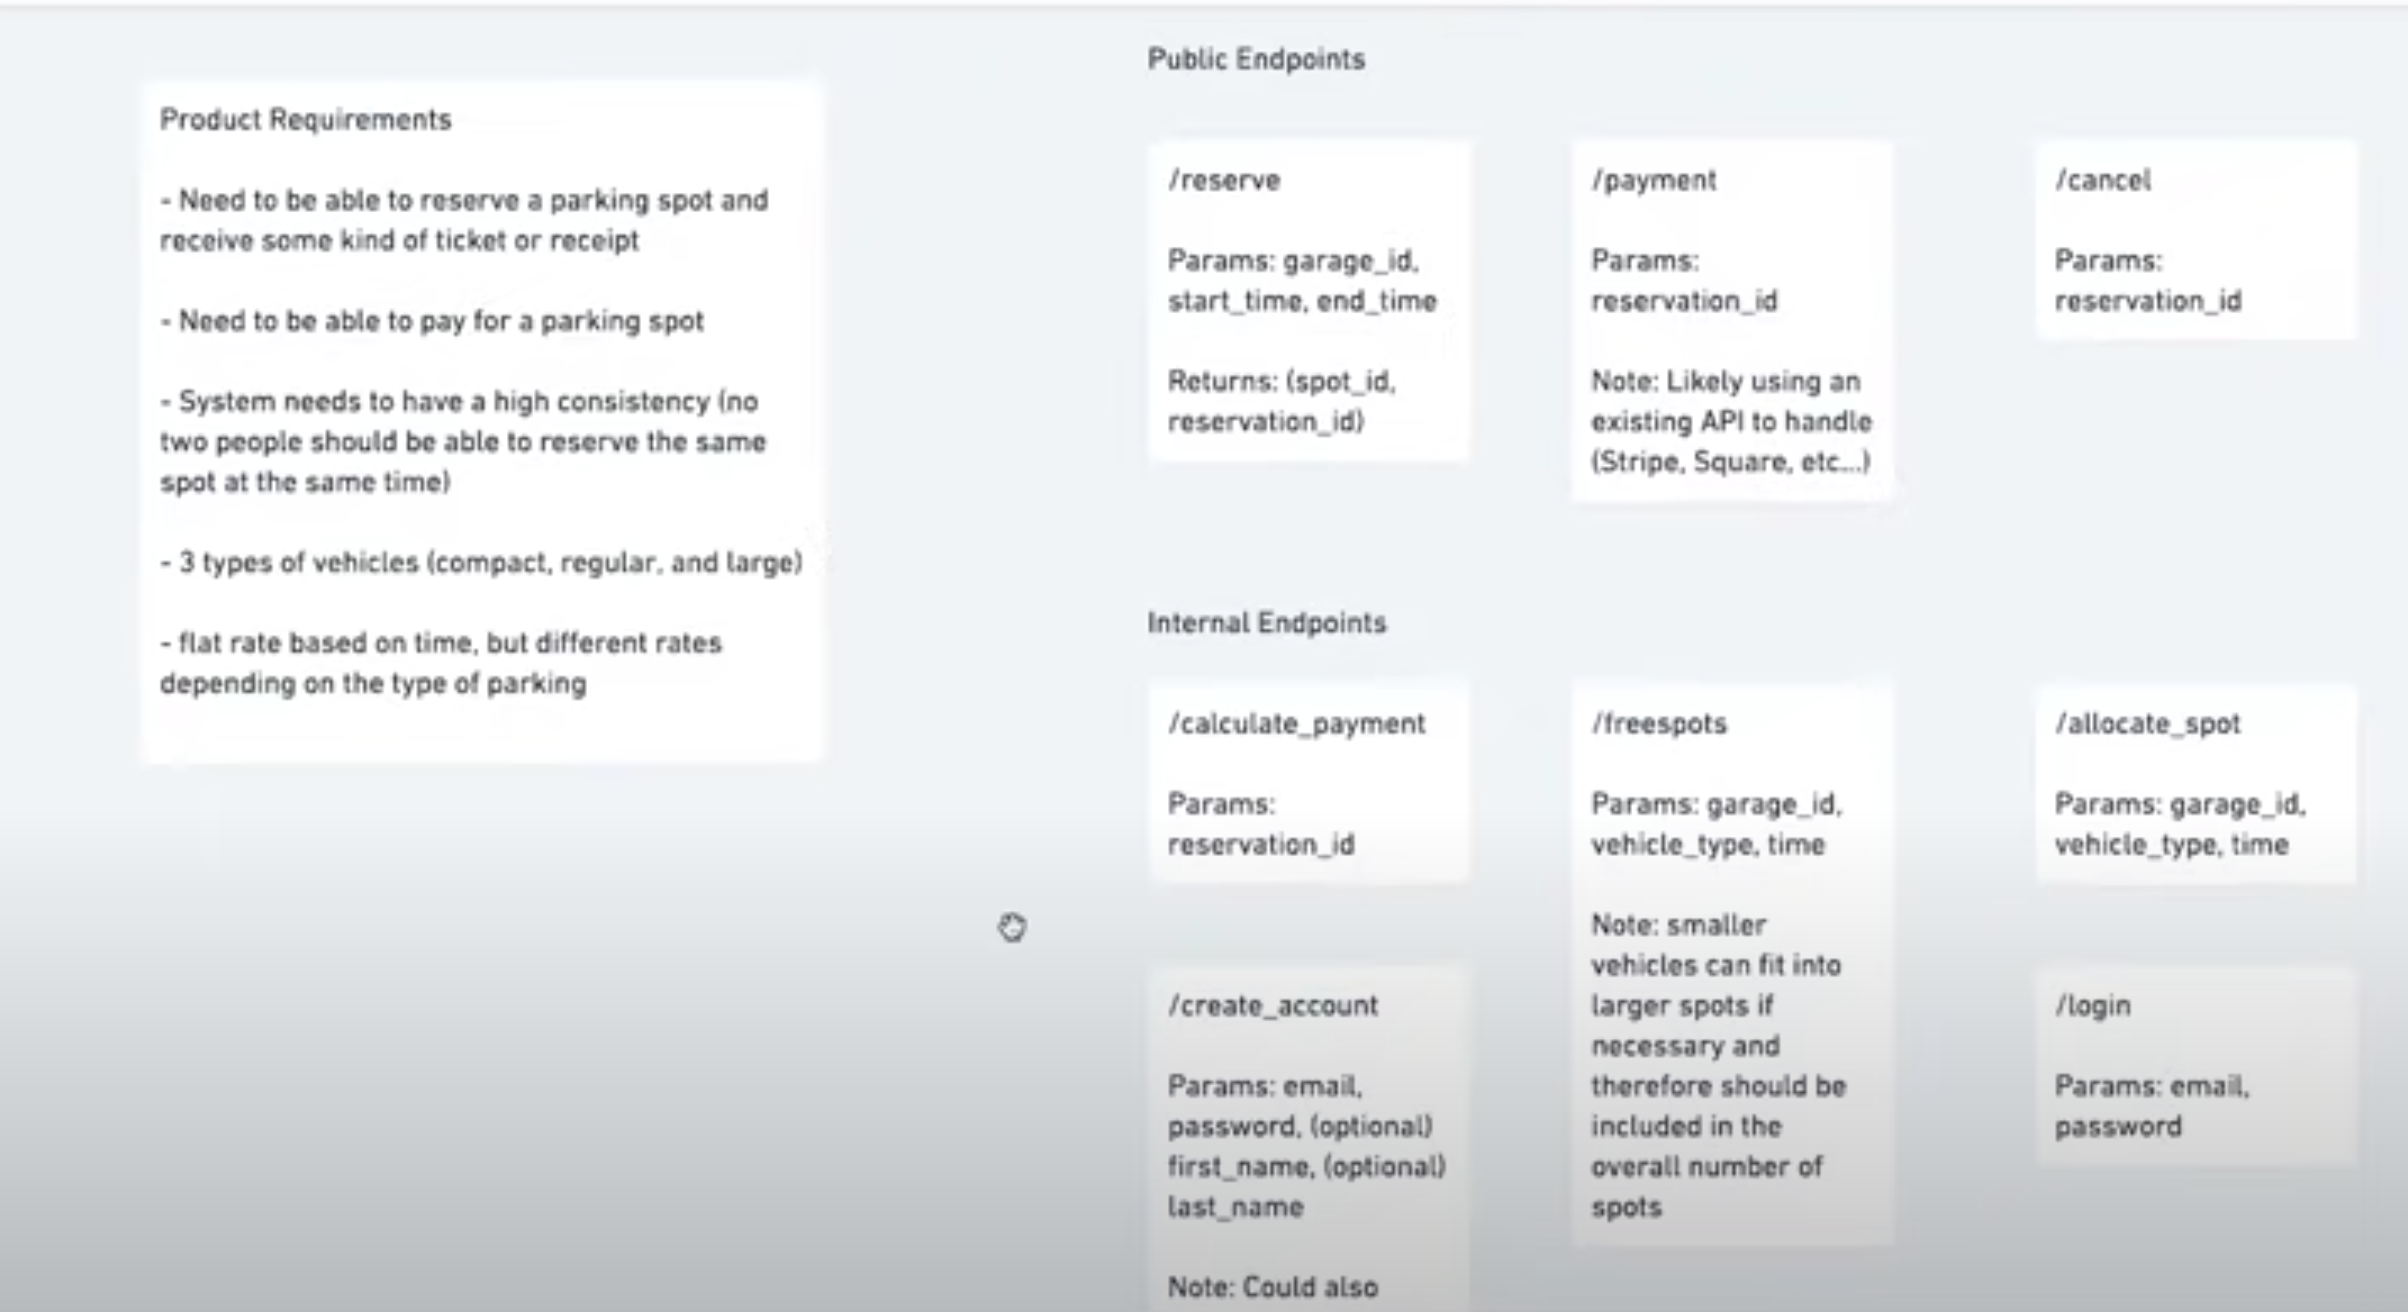 Product Requirements
- Need to be able to reserve a parking spot and
receive some kind of ticket or receipt
- Need to be able to pay for a parking spot
- System needs to have a high consistency (no
two people should be able to reserve the same
spot at the same time)
- 3 types of vehicles (compact, regular, and large)
- flat rate based on time, but different rates
depending on the type of parking
Public Endpoints
/reserve
Params: garage_id,
start_time, end_time
Returns: (spot_id,
reservation_id)
/payment
Params:
reservation_id
Note: Likely using an
existing API to handle
(Stripe, Square, etc...)
/cancel
Params:
reservation_id
Internal Endpoints
/calculate_payment
Params:
reservation_id
/freespots
Params: garage_id,
vehicle_type, time
Note: smaller
vehicles can fit into
larger spots if
necessary and
therefore should be
included in the
overall number of
spots
/allocate_spot
Params: garage_id,
vehicle_type, time
/create_account
Params: email,
password, (optional)
first_name, (optional)
last_name
Note: Could also
/login
Params: email,
password